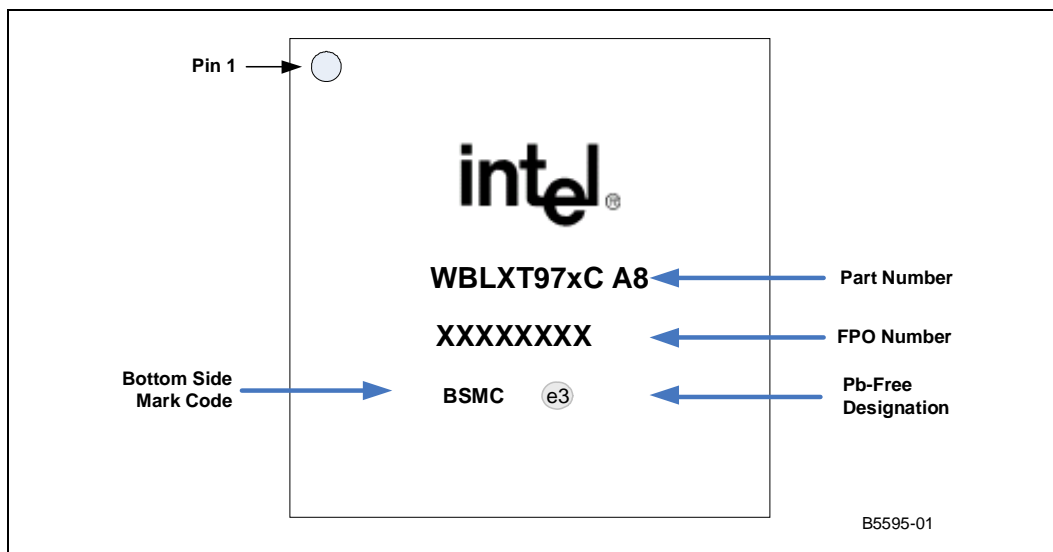 Pin 1
intel®
WBLXT97xC A8
Part Number
XXXXXXXX
FPO Number
Bottom Side
Mark Code
BSMC
e3
Pb-Free
Designation
B5595-01